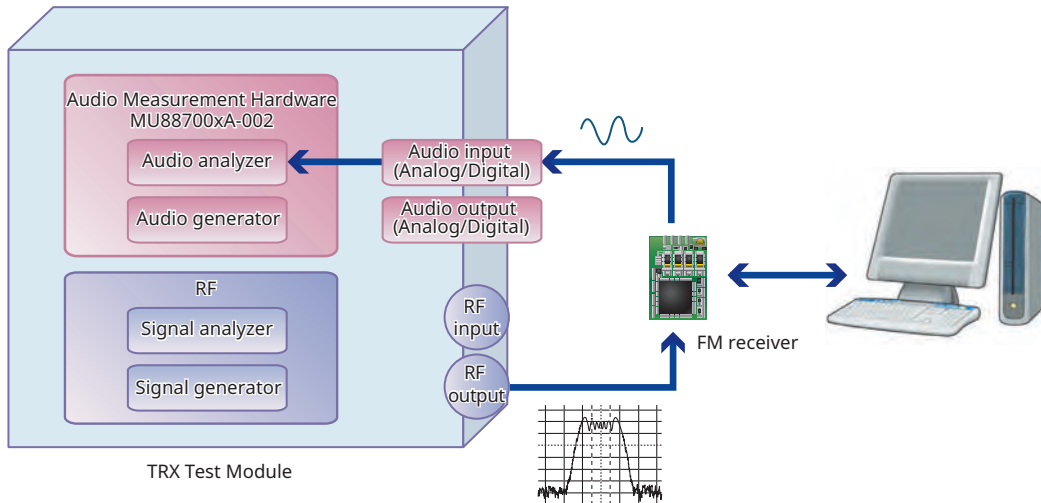 Audio Measurement Hardware
MU88700xA-002
Audio analyzer
Audio generator
Audio input
(Analog/Digital)
Audio output
(Analog/Digital)
RF
Signal analyzer
Signal generator
RF
input
RF
output
FM receiver
TRX Test Module